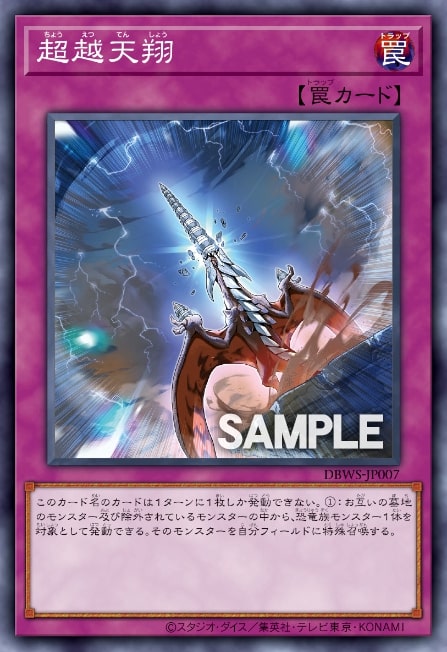 超越天翔
罠
【罠カード】
SAMPLE
DBWS-JP007
このカード名のカードは1ターンに1枚しか発動できない。①:お互いの墓地
のモンスター及び除外されているモンスターの中から、恐竜族モンスター1体を
対象として発動できる。そのモンスターを自分フィールドに特殊召喚する。
©スタジオ・ダイス/集英社・テレビ東京・KONAMI